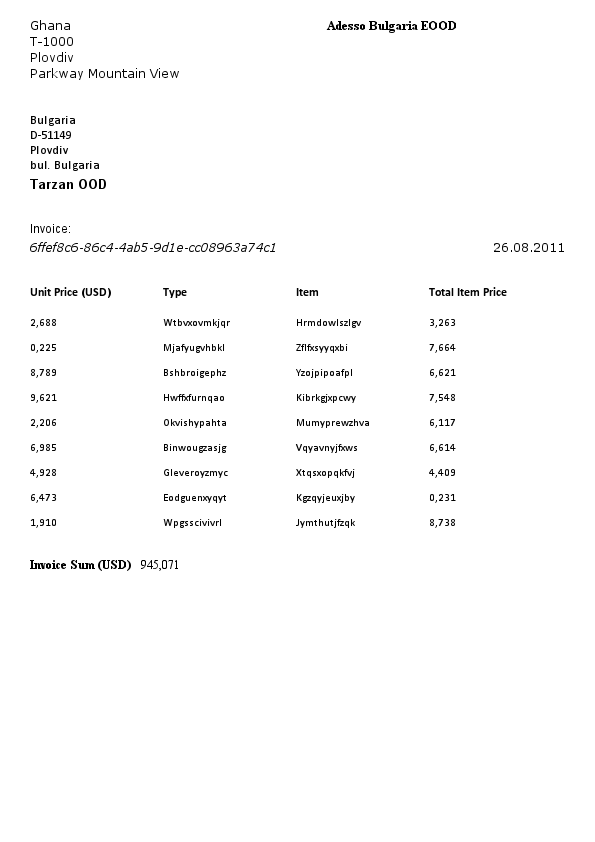 Ghana
Adesso Bulgaria EOOD
T-1000
Plovdiv
Parkway Mountain View
Bulgaria
D-51149
Plovdiv
bul. Bulgaria
Tarzan OOD
Invoice:
6ffef8c6-86c4-4ab5-9d1e-cc08963a74c1 26.08.2011
Unit Price (USD) Type Item Total Item Price
2,688 Wtbvxovmkjqr Hrmdowlszlgv 3,263
0,225 Mjafyugvhbkl Zflfxsyyqxbi 7,664
8,789 Bshbroigephz Yzojpipoafpl 6,621
9,621 Hwffxfurnqao Kibrkgjxpcwy 7,548
2,206 Okvishypahta Mumyprewzhva 6,117
6,985 Binwougzasjg Vqyavnyjfxws 6,614
4,928 Gleveroyzmyc Xtqsxopqkfvj 4,409
6,473 Eodguenxyqyt Kgzqyjeuxjby 0,231
1,910 Wpgsscivivrl Jymthutjfzqk 8,738
Invoice Sum (USD) 945,071